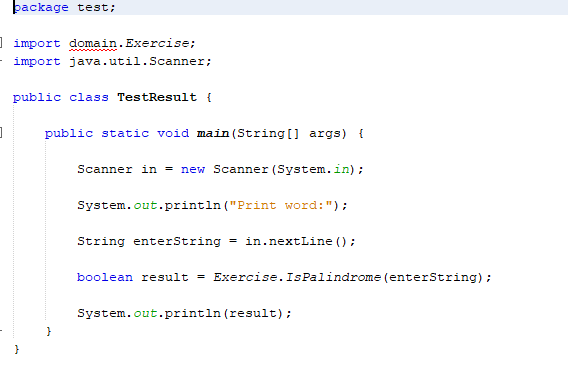 package test;
import domain.Exercise;
import java.util.Scanner;
public class TestResult {
public static void main(String[] args) {
Scanner in = new Scanner(System.in);
System.out.println("Print word:");
String enterString = in.nextLine();
boolean result = Exercise.IsPalindrome(enterString);
System.out.println(result);
}
}